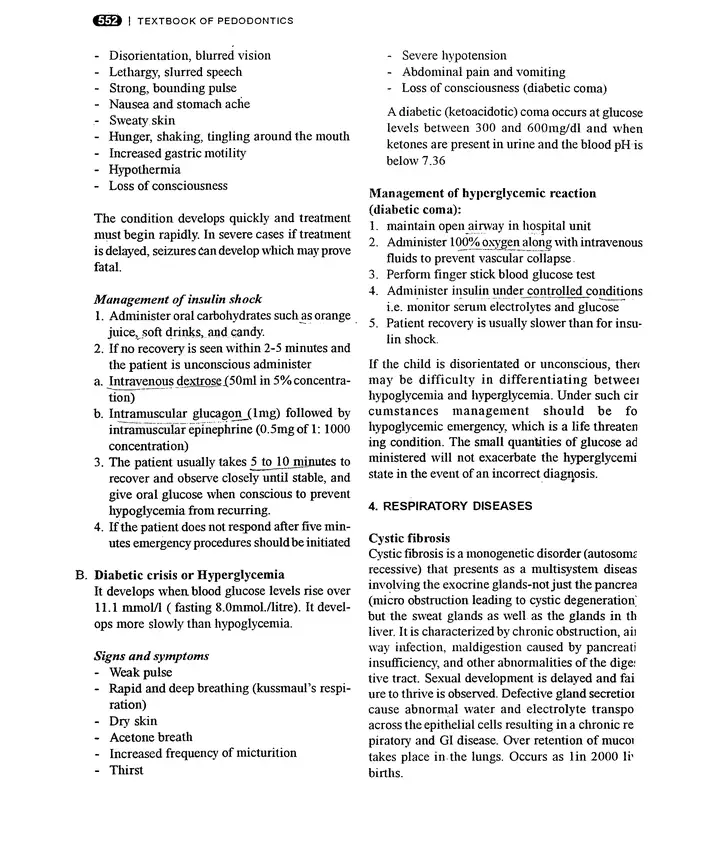 552 | TEXTBOOK OF PEDODONTICS
- Disorientation, blurred vision
- Lethargy, slurred speech
- Strong, bounding pulse
- Nausea and stomach ache
- Sweaty skin
- Hunger, shaking, tingling around the mouth
- Increased gastric motility
- Hypothermia
- Loss of consciousness
The condition develops quickly and treatment
must begin rapidly. In severe cases if treatment
is delayed, seizures can develop which may prove
fatal.
Management of insulin shock
1. Administer oral carbohydrates such as orange
juice, soft drinks, and candy.
2. If no recovery is seen within 2-5 minutes and
the patient is unconscious administer
a. Intravenous dextrose (50ml in 5% concentra-
tion)
b. Intramuscular glucagon (1mg) followed by
intramuscular epinephrine (0.5mg of 1: 1000
concentration)
3. The patient usually takes 5 to 10 minutes to
recover and observe closely until stable, and
give oral glucose when conscious to prevent
hypoglycemia from recurring.
4. If the patient does not respond after five min-
utes emergency procedures should be initiated
B. Diabetic crisis or Hyperglycemia
It develops when blood glucose levels rise over
11.1 mmol/l ( fasting 8.0mmol./litre). It devel-
ops more slowly than hypoglycemia.
Signs and symptoms
- Weak pulse
- Rapid and deep breathing (kussmaul's respi-
ration)
- Dry skin
- Acetone breath
- Increased frequency of micturition
- Thirst
- Severe hypotension
- Abdominal pain and vomiting
- Loss of consciousness (diabetic coma)
A diabetic (ketoacidotic) coma occurs at glucose
levels between 300 and 600mg/dl and when
ketones are present in urine and the blood pH is
below 7.36
Management of hyperglycemic reaction
(diabetic coma):
1. maintain open airway in hospital unit
2. Administer 100% oxygen along with intravenous
fluids to prevent vascular collapse.
3. Perform finger stick blood glucose test
4. Administer insulin under controlled conditions
i.e. monitor serum electrolytes and glucose
5. Patient recovery is usually slower than for insu-
lin shock.
If the child is disorientated or unconscious, ther
may be difficulty in differentiating betwee
hypoglycemia and hyperglycemia. Under such cir
cumstances management should be fo
hypoglycemic emergency, which is a life threaten
ing condition. The small quantities of glucose ad
ministered will not exacerbate the hyperglycemi
state in the event of an incorrect diagnosis.
4. RESPIRATORY DISEASES
Cystic fibrosis
Cystic fibrosis is a monogenetic disorder (autosoma
recessive) that presents as a multisystem diseas
involving the exocrine glands-not just the pancrea
(micro obstruction leading to cystic degeneration
but the sweat glands as well as the glands in th
liver. It is characterized by chronic obstruction, ai
way infection, maldigestion caused by pancreati
insufficiency, and other abnormalities of the diges
tive tract. Sexual development is delayed and fai
ure to thrive is observed. Defective gland secretio
cause abnormal water and electrolyte transpo
across the epithelial cells resulting in a chronic re
piratory and GI disease. Over retention of muco
takes place in the lungs. Occurs as 1in 2000 li
births.